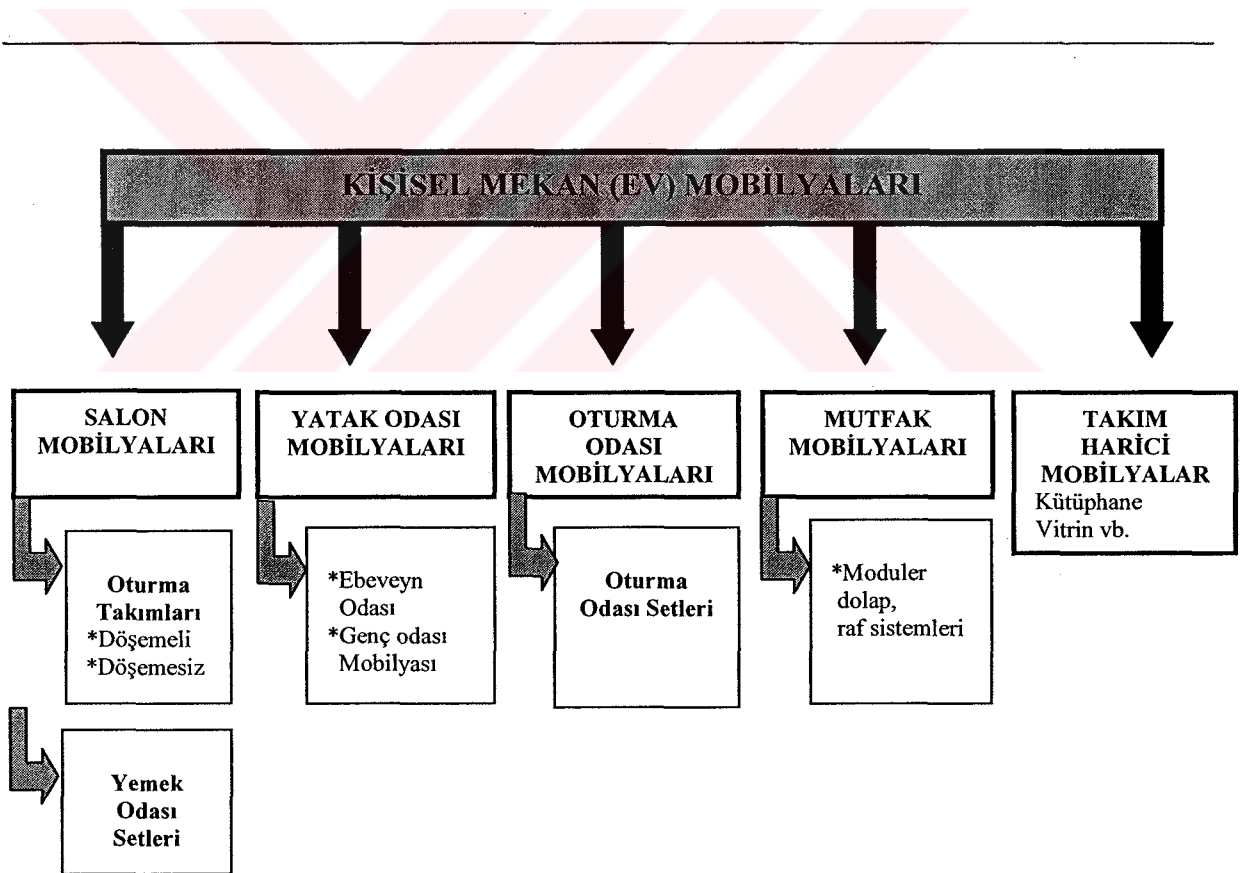 KİŞİSEL MEKAN (EV) MOBİLYALARI
SALON
MOBİLYALARI
YATAK ODASI
MOBİLYALARI
OTURMA
ODASI
MOBİLYALARI
MUTFAK
MOBİLYALARI
TAKIM
HARİCİ
MOBİLYALAR
Kütüphane
Vitrin vb.
Oturma
Takımları
*Döşemeli
*Döşemesiz
*Ebeveyn
Odası
*Genç odası
Mobilyası
Oturma
Odası Setleri
*Moduler
dolap,
raf sistemleri
Yemek
Odası
Setleri